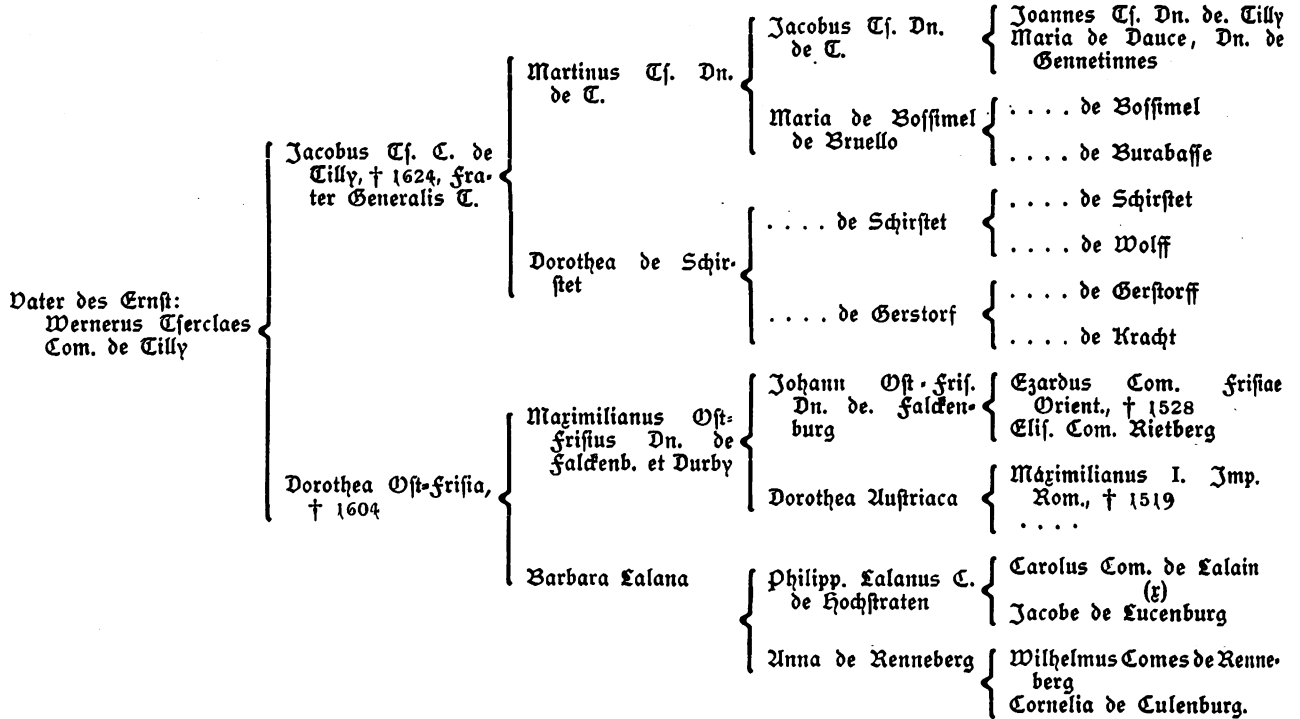 Vater des Ernst:
Wernerus Tserclaes
Com. de Tilly
Jacobus Ts. C. de
Tilly, † 1624, Fra-
ter Generalis T.
Dorothea Ost-Frisia,
† 1604
Martinus Ts. Dn.
de T.
Dorothea de Schir-
stet
Maximilianus Ost-
Frisius Dn. de
Falckenb. et Durby
Barbara Lalana
Jacobus Ts. Dn.
de T.
Maria de Bossimel
de Bruello
. . . . de Schirstet
. . . . de Gerstorf
Johann Ost-Fris.
Dn. de. Falcken-
burg
Dorothea Austriaca
Philipp. Lalanus C.
de Hochstraten
Anna de Renneberg
Joannes Ts. Dn. de. Tilly
Maria de Dauce, Dn. de
Gennetinnes
. . . . de Bossimel
. . . . de Burabasse
. . . . de Schirstet
. . . . de Wolff
. . . . de Gerstorff
. . . . de Kracht
Ezardus Com. Frisiae
Orient., † 1528
Elis. Com. Rietberg
Maximilianus I. Imp.
Rom., † 1519
. . . .
Carolus Com. de Lalain
(x)
Jacobe de Lucenburg
Wilhelmus Comes de Renne-
berg
Cornelia de Culenburg.